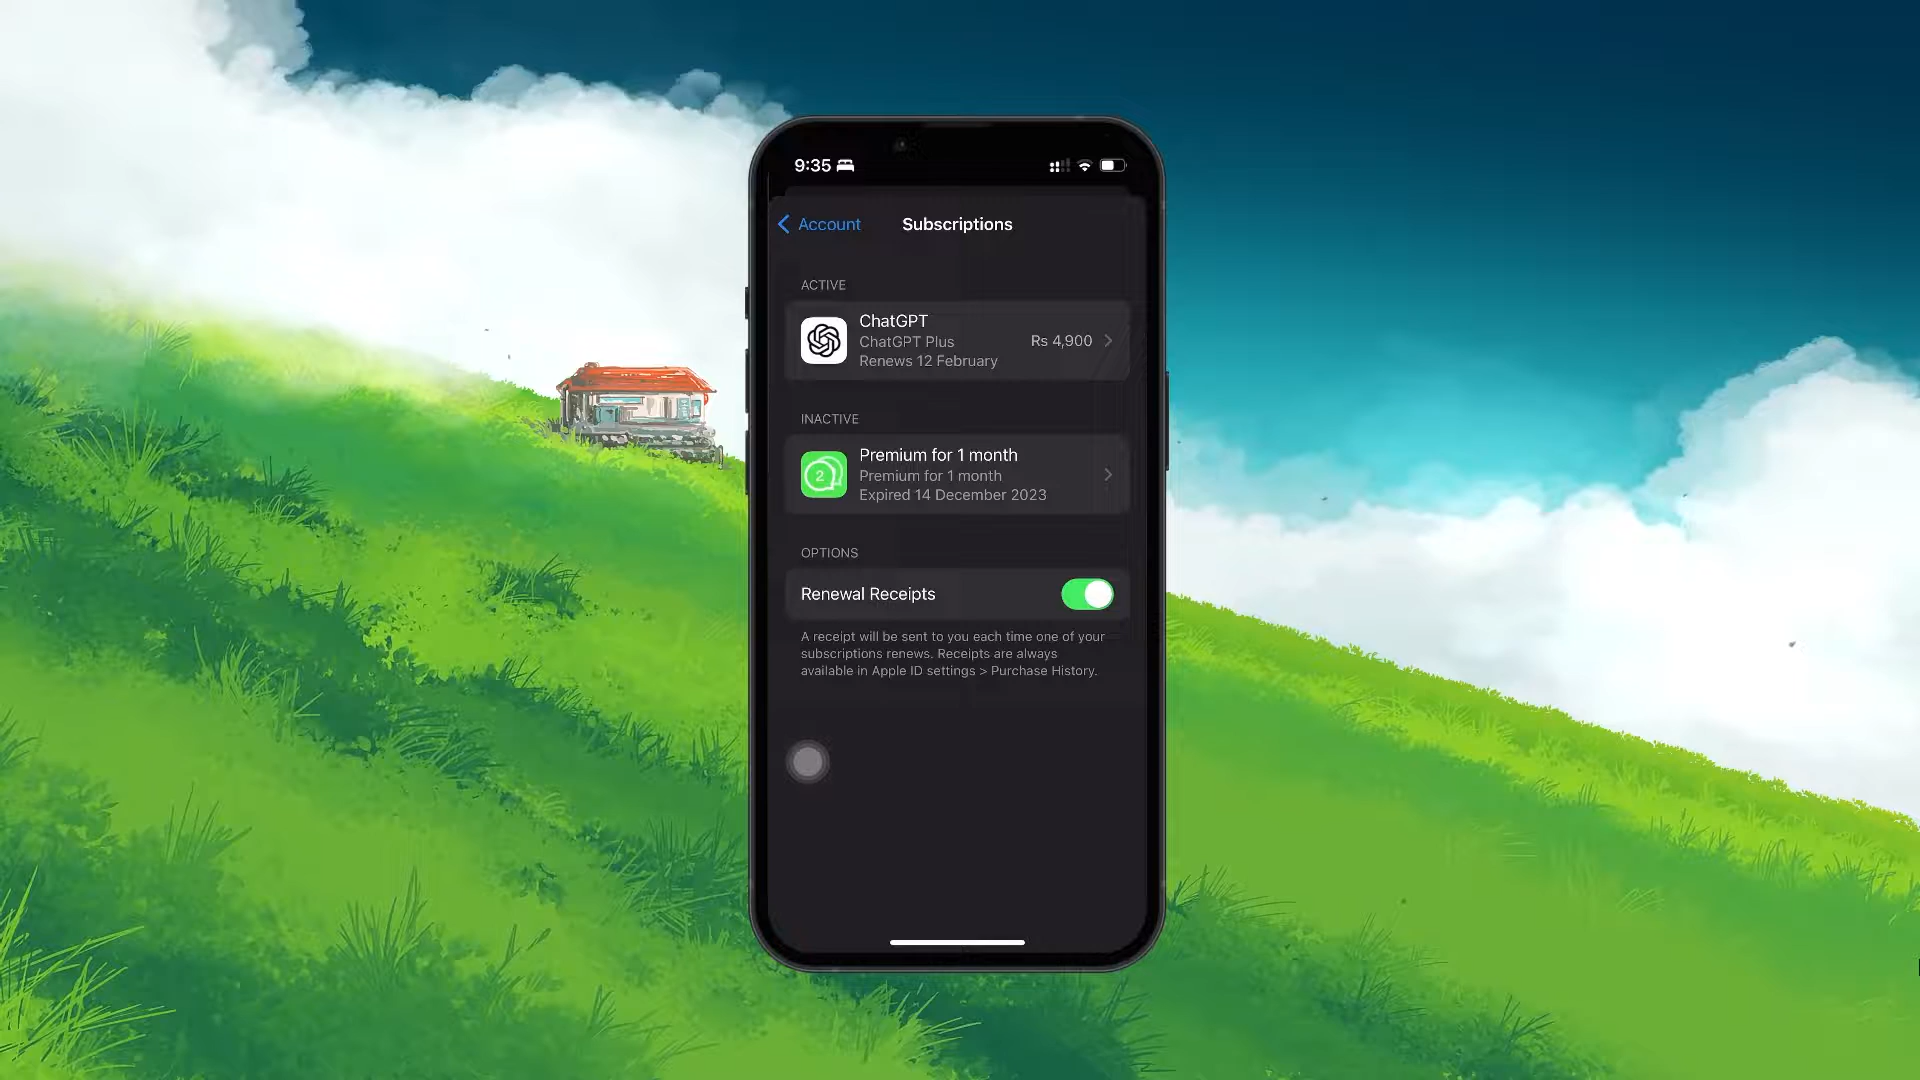 9:35
Account
Subscriptions
ACTIVE
ChatGPT
ChatGPT Plus
Rs 4,900
Renews 12 February
INACTIVE
2
Premium for 1 month
Premium for 1 month
Expired 14 December 2023
OPTIONS
Renewal Receipts
A receipt will be sent to you each time one of your
subscriptions renews. Receipts are always
available in Apple ID settings > Purchase History.